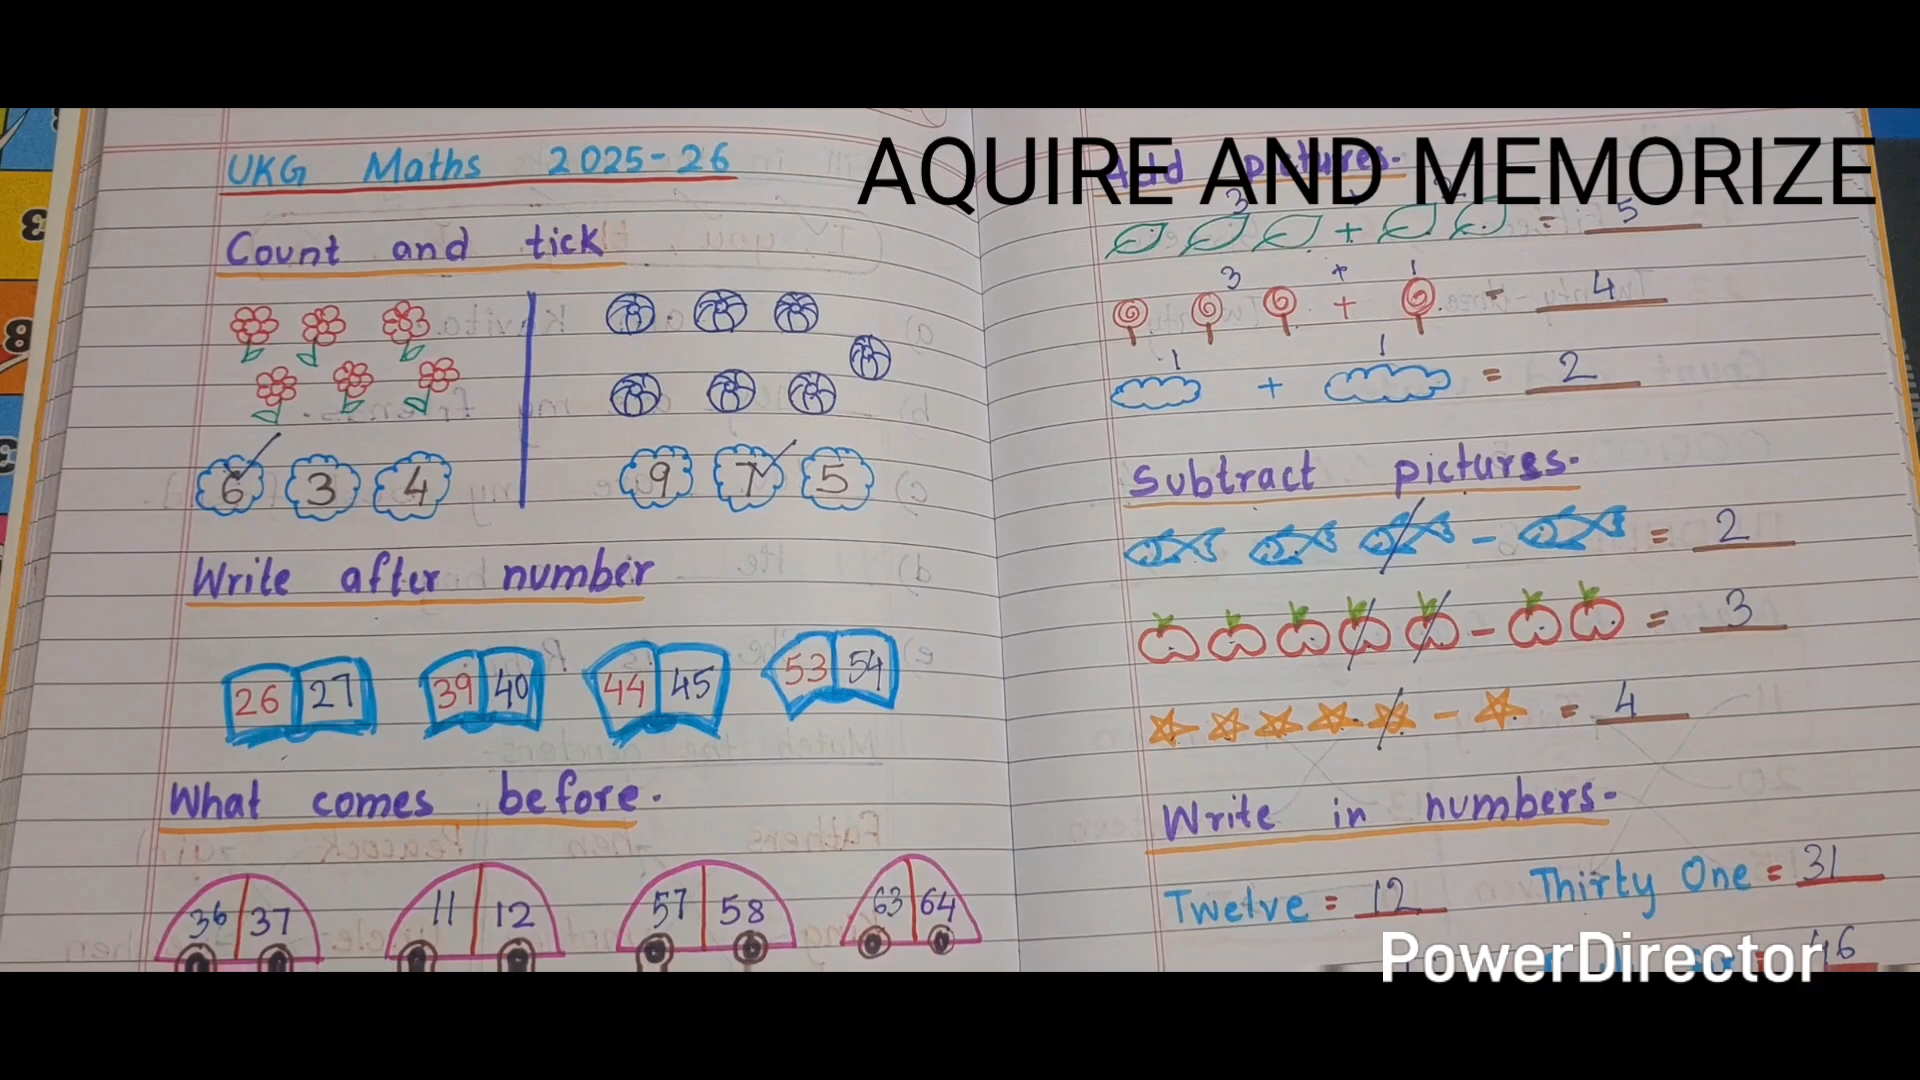 AQUIRE AND MEMORIZE
UKG Maths 2025-26
Count and tick
6 3 4
9 7 5
Write after number
26 27 39 40 44 45 53 54
What comes before.
36 37 11 12 57 58 63 64
Add pictures.
3 +
+ = 5
3 + 1
+ = 4
1 1
+ = 2
Subtract pictures.
- = 2
- = 3
- = 4
Write in numbers.
Twelve = 12 Thirty One = 31
46
PowerDirector